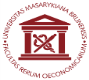 UNIVERSITAS MASARYKIANA BRUNENSIS
FACULTAS RERUM OECONOMICARUM